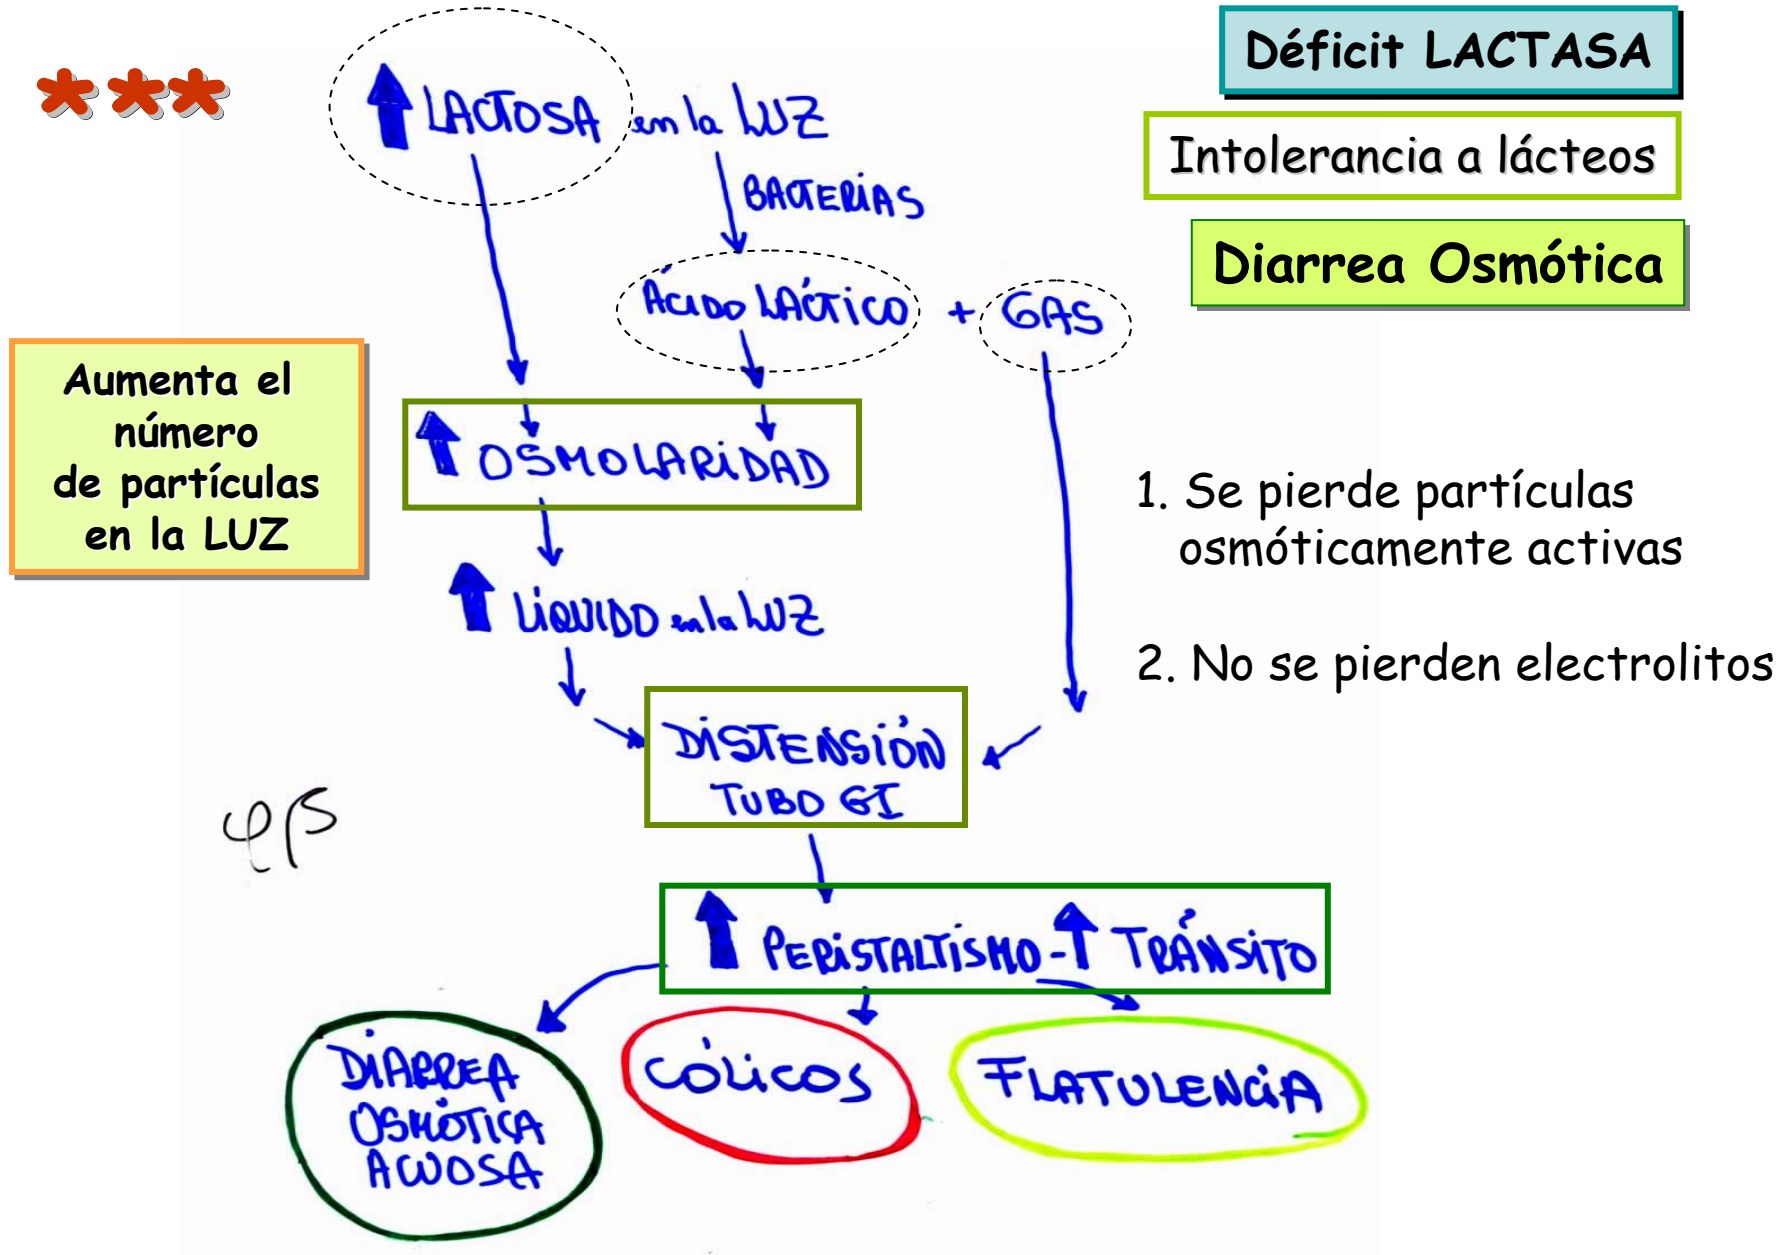 Déficit LACTASA
Intolerancia a lácteos
Diarrea Osmótica
***
LACTOSA en la LUZ
BACTERIAS
ÁCIDO LÁCTICO + GAS
Aumenta el
número
de partículas
en la LUZ
OSMOLARIDAD
LÍQUIDO en la LUZ
1. Se pierde partículas
osmóticamente activas
2. No se pierden electrolitos
DISTENSIÓN
TUBO GI
PERISTALTISMO - TRÁNSITO
DIARREA
OSMÓTICA
ACUOSA
CÓLICOS
FLATULENCIA